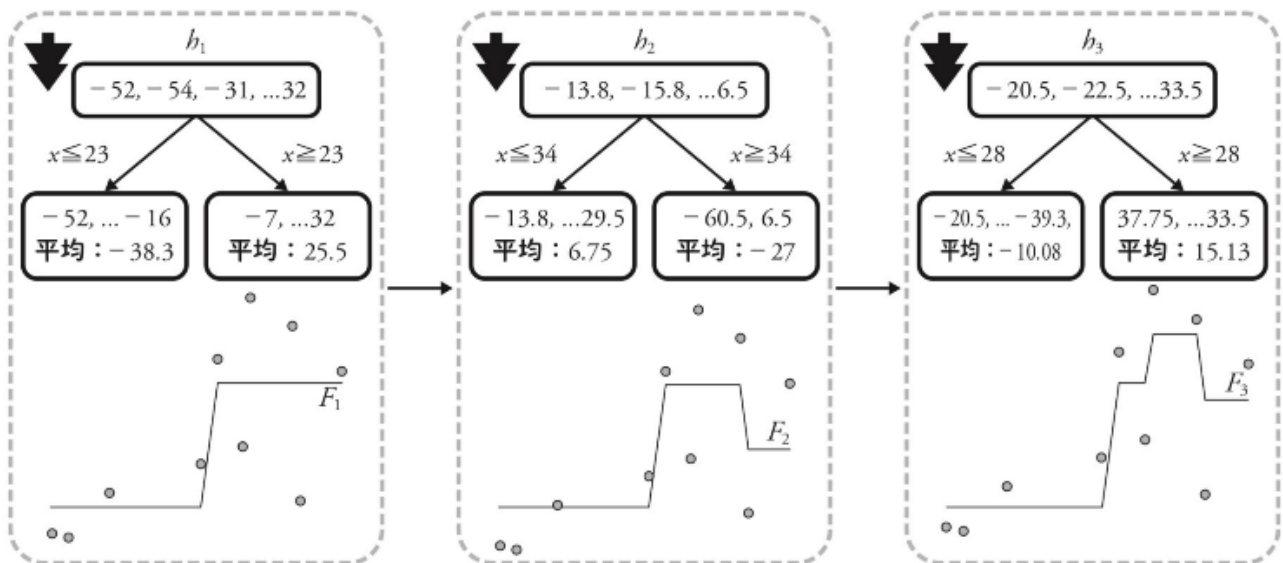 h₁
−52, −54, −31, ...32
x≦23
x≧23
−52, ... −16
平均：−38.3
−7, ...32
平均：25.5
F₁
h₂
−13.8, −15.8, ...6.5
x≦34
x≧34
−13.8, ...29.5
平均：6.75
−60.5, 6.5
平均：−27
F₂
h₃
−20.5, −22.5, ...33.5
x≦28
x≧28
−20.5, ... −39.3,
平均：−10.08
37.75, ...33.5
平均：15.13
F₃